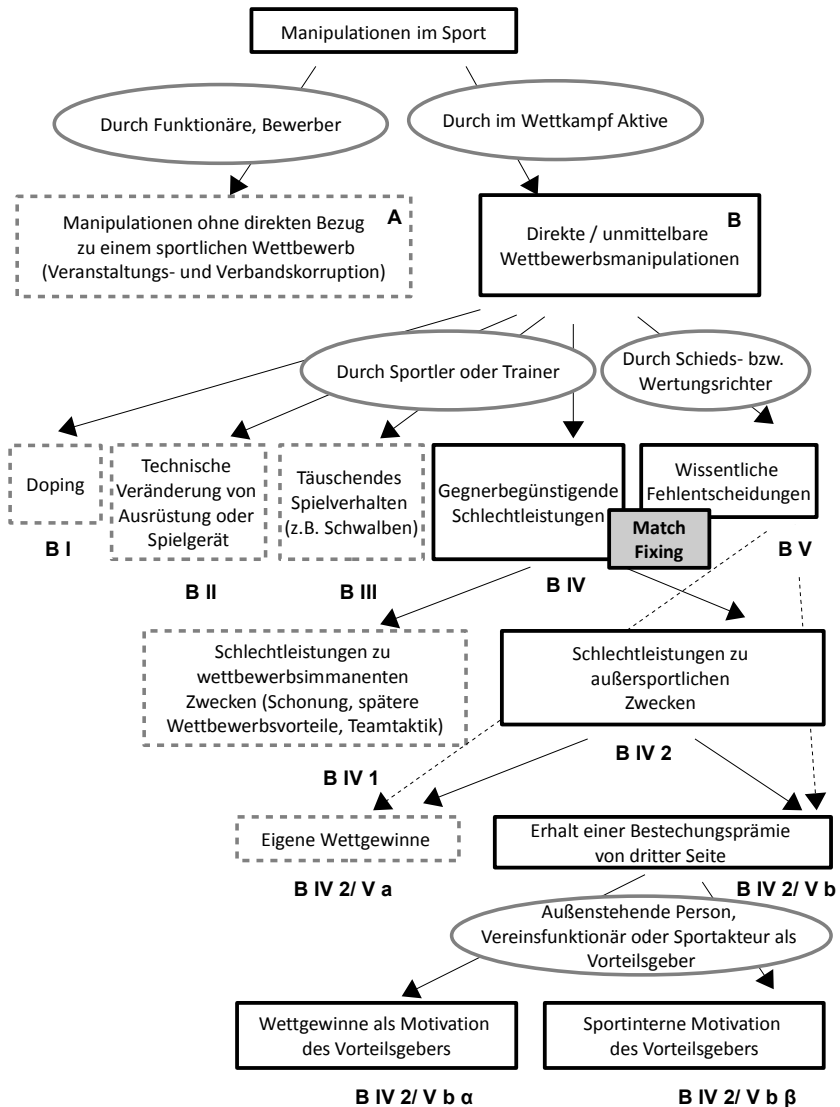 Manipulationen im Sport
Durch Funktionäre, Bewerber
Durch im Wettkampf Aktive
A
Manipulationen ohne direkten Bezug
zu einem sportlichen Wettbewerb
(Veranstaltungs- und Verbandskorruption)
B
Direkte / unmittelbare
Wettbewerbsmanipulationen
Durch Sportler oder Trainer
Durch Schieds- bzw.
Wertungsrichter
Doping
B I
Technische
Veränderung von
Ausrüstung oder
Spielgerät
B II
Täuschendes
Spielverhalten
(z.B. Schwalben)
B III
Gegnerbegünstigende
Schlechtleistungen
B IV
Wissentliche
Fehlentscheidungen
B V
Match
Fixing
Schlechtleistungen zu
wettbewerbsimmanenten
Zwecken (Schonung, spätere
Wettbewerbsvorteile, Teamtaktik)
B IV 1
Schlechtleistungen zu
außersportlichen
Zwecken
B IV 2
Eigene Wettgewinne
B IV 2/ V a
Erhalt einer Bestechungsprämie
von dritter Seite
B IV 2/ V b
Außenstehende Person,
Vereinsfunktionär oder Sportakteur als
Vorteilsgeber
Wettgewinne als Motivation
des Vorteilsgebers
B IV 2/ V b α
Sportinterne Motivation
des Vorteilsgebers
B IV 2/ V b β